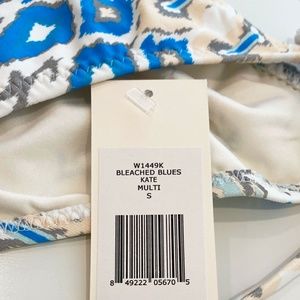 W1449K
BLEACHED BLUES
KATE
MULTI
S
8 49222 05670 5